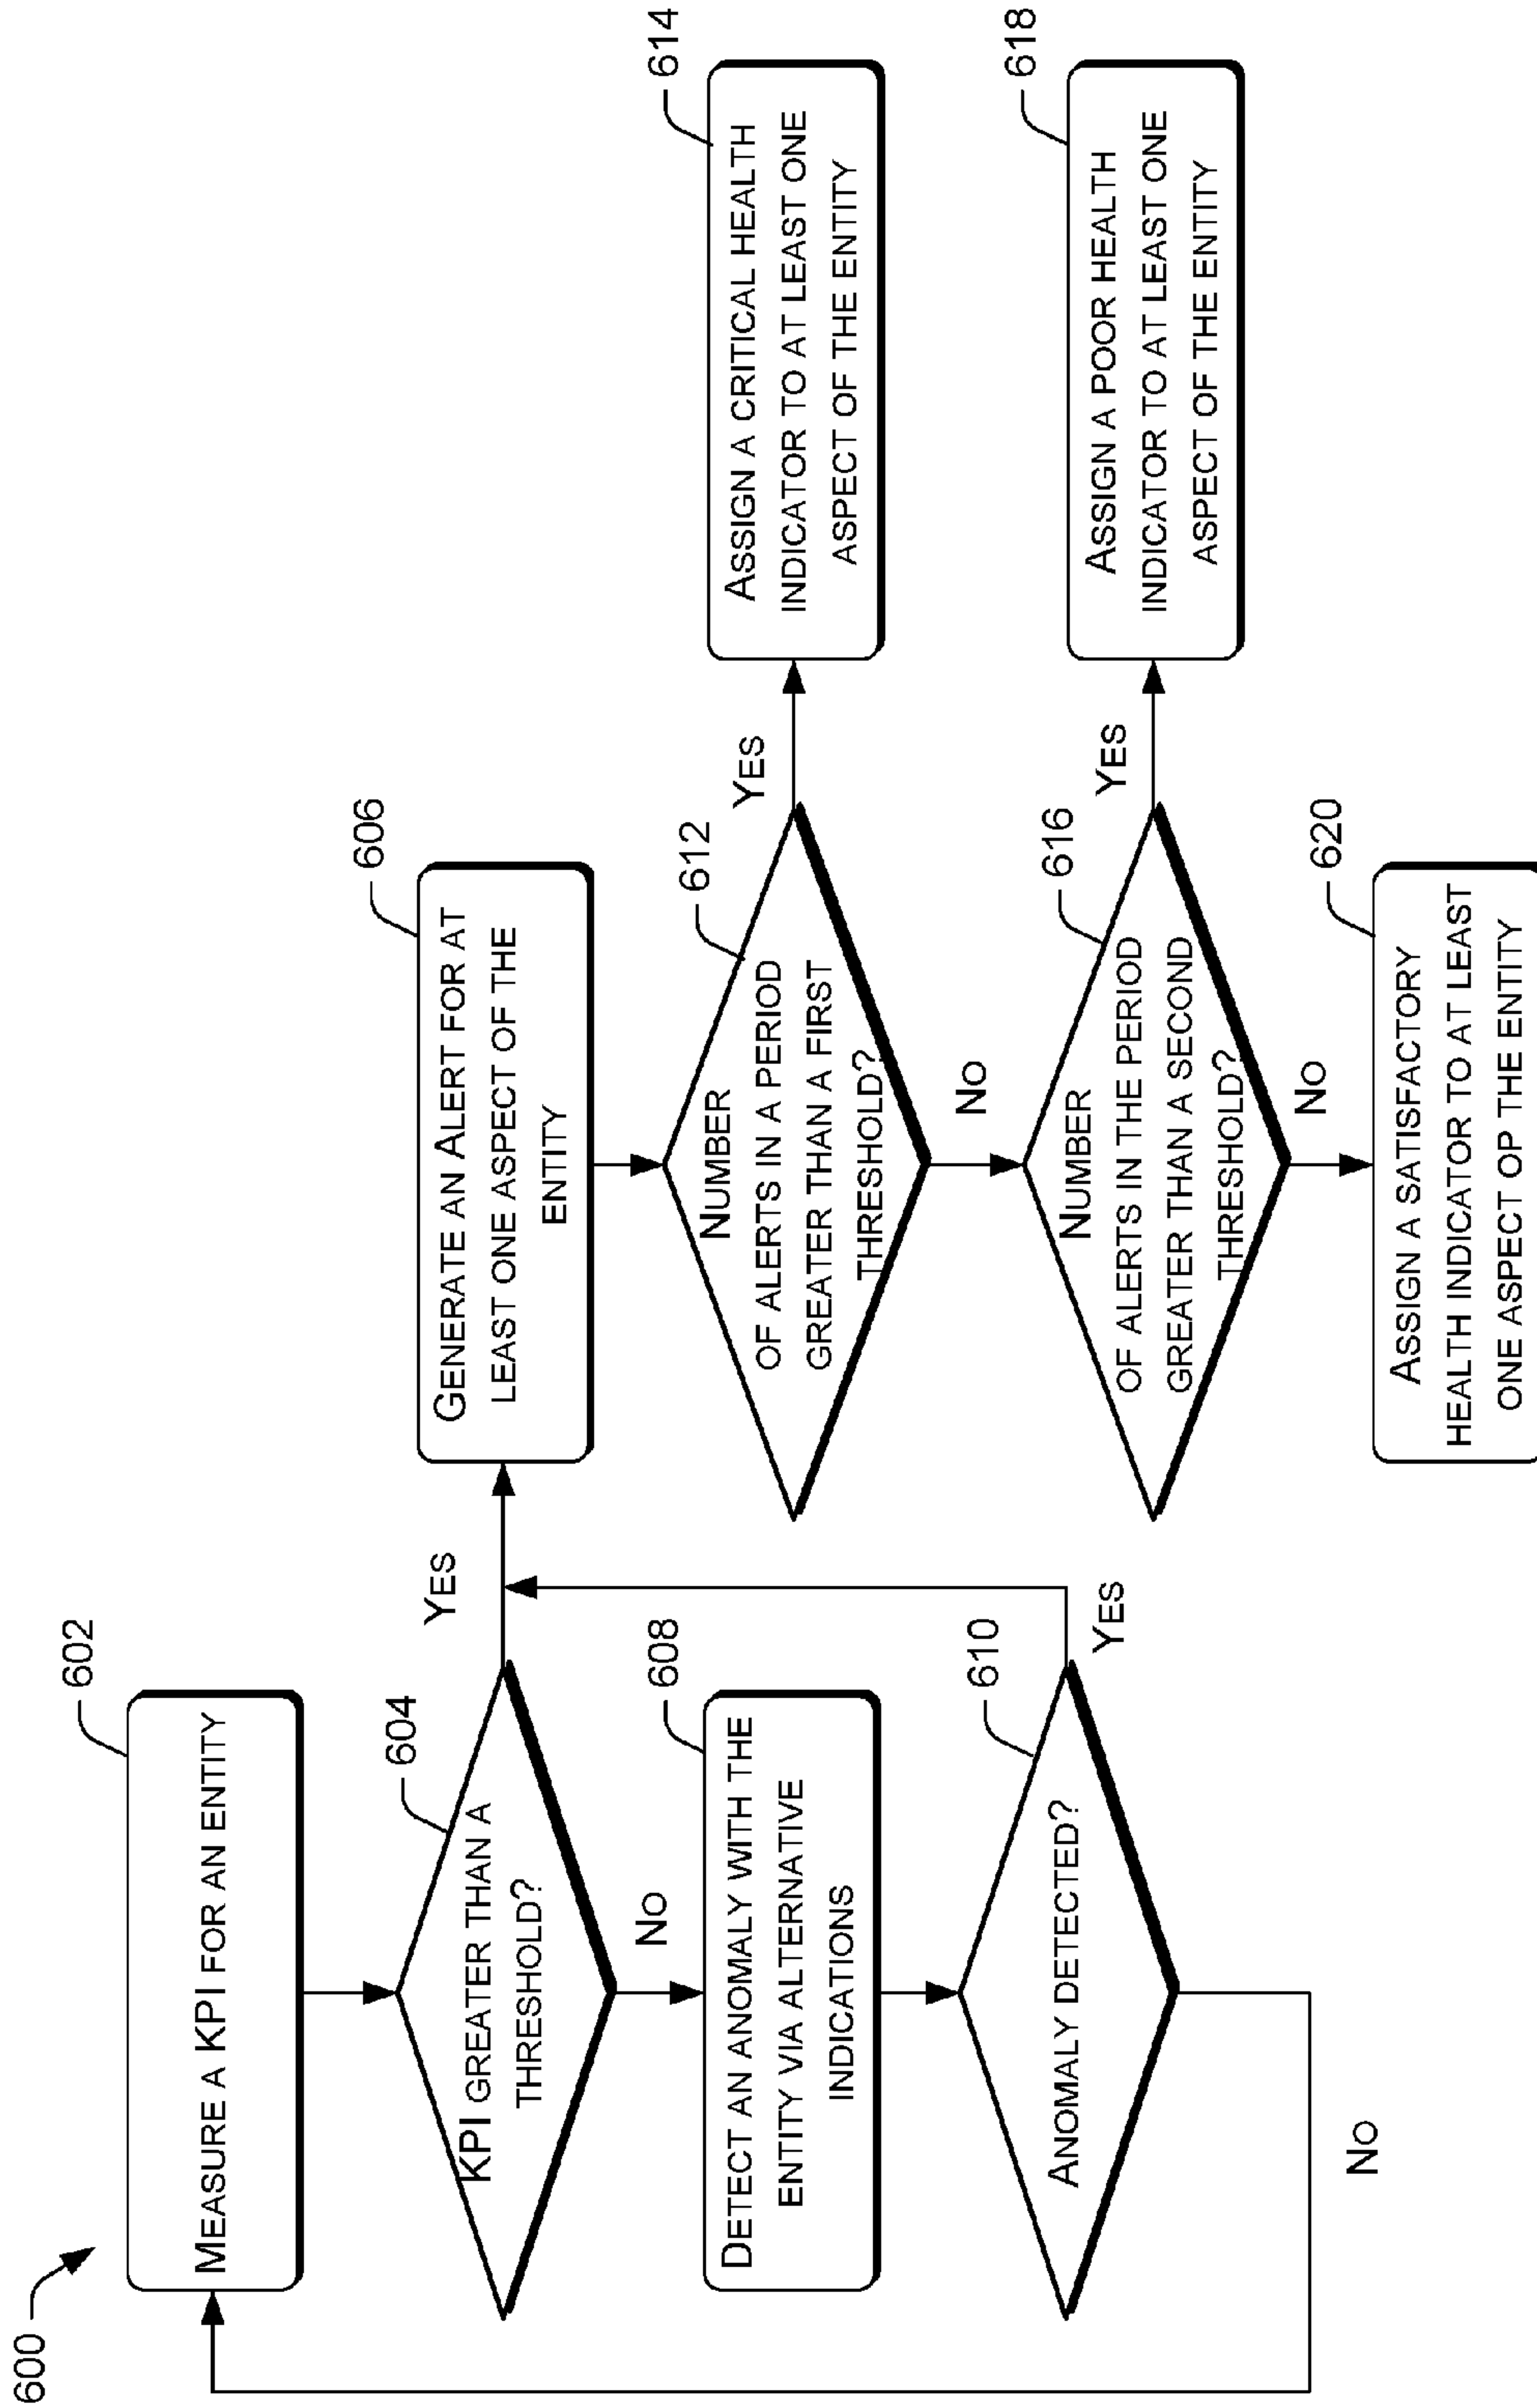 600
602
MEASURE A KPI FOR AN ENTITY
604
KPI GREATER THAN A
THRESHOLD?
YES
NO
606
GENERATE AN ALERT FOR AT
LEAST ONE ASPECT OF THE
ENTITY
608
DETECT AN ANOMALY WITH THE
ENTITY VIA ALTERNATIVE
INDICATIONS
610
ANOMALY DETECTED?
YES
NO
612
NUMBER
OF ALERTS IN A PERIOD
GREATER THAN A FIRST
THRESHOLD?
YES
NO
614
ASSIGN A CRITICAL HEALTH
INDICATOR TO AT LEAST ONE
ASPECT OF THE ENTITY
616
NUMBER
OF ALERTS IN THE PERIOD
GREATER THAN A SECOND
THRESHOLD?
YES
NO
618
ASSIGN A POOR HEALTH
INDICATOR TO AT LEAST ONE
ASPECT OF THE ENTITY
620
ASSIGN A SATISFACTORY
HEALTH INDICATOR TO AT LEAST
ONE ASPECT OP THE ENTITY